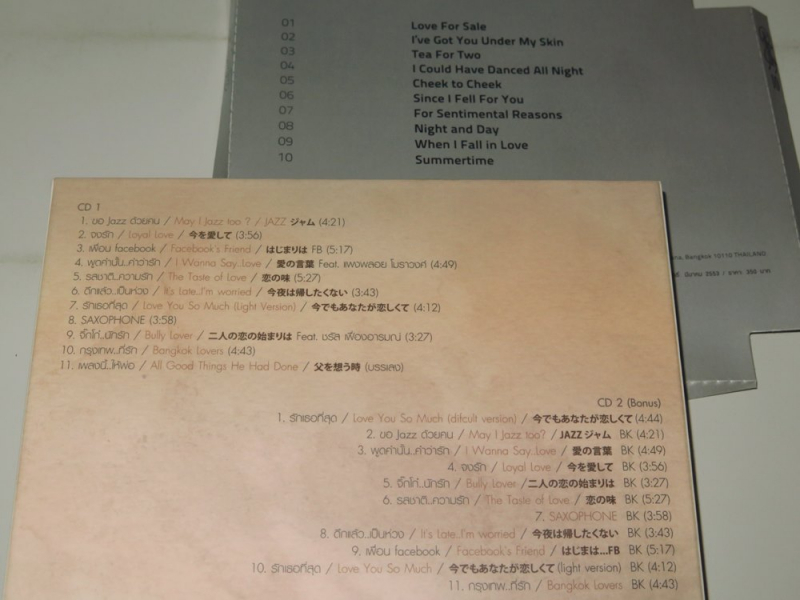 01 Love For Sale
02 I've Got You Under My Skin
03 Tea For Two
04 I Could Have Danced All Night
05 Cheek to Cheek
06 Since I Fell For You
07 For Sentimental Reasons
08 Night and Day
09 When I Fall in Love
10 Summertime
Bangkok 10110 THAILAND
CD 1
1. ขอ Jazz ด้วยคน / May I Jazz too ? / JAZZ ジャム (4:21)
2. จงรัก / Loyal Love / 今を愛して (3:56)
3. เพื่อน facebook / Facebook's Friend / はじまりは FB (5:17)
4. พูดคำนั้น..คำว่ารัก / I Wanna Say..Love / 愛の言葉 Feat. แพงพลอย โมราวงศ์ (4:49)
5. รสชาติ..ความรัก / The Taste of Love / 恋の味 (5:27)
6. ดึกแล้ว..เป็นห่วง / It's Late..I'm worried / 今夜は帰したくない (3:43)
7. รักเธอที่สุด / Love You So Much (Light Version) / 今でもあなたが恋しくて (4:12)
8. SAXOPHONE (3:58)
9. จิ๊กโก๋..นักรัก / Bully Lover / 二人の恋の始まりは Feat. ชรัส เฟื่องอารมณ์ (3:27)
10. กรุงเทพ..ที่รัก / Bangkok Lovers (4:43)
11. เพลงนี้..ให้พ่อ / All Good Things He Had Done / 父を想う時 (บรรเลง)
CD 2 (Bonus)
1. รักเธอที่สุด / Love You So Much (difcult version) / 今でもあなたが恋しくて (4:44)
2. ขอ Jazz ด้วยคน / May I Jazz too? / JAZZ ジャム BK (4:21)
3. พูดคำนั้น..คำว่ารัก / I Wanna Say..Love / 愛の言葉 BK (4:49)
4. จงรัก / Loyal Love / 今を愛して BK (3:56)
5. จิ๊กโก๋..นักรัก / Bully Lover / 二人の恋の始まりは BK (3:27)
6. รสชาติ..ความรัก / The Taste of Love / 恋の味 BK (5:27)
7. SAXOPHONE BK (3:58)
8. ดึกแล้ว..เป็นห่วง / It's Late..I'm worried / 今夜は帰したくない BK (3:43)
9. เพื่อน facebook / Facebook's Friend / はじまは...FB BK (5:17)
10. รักเธอที่สุด / Love You So Much / 今でもあなたが恋しくて (light version) BK (4:12)
11. กรุงเทพ..ที่รัก / Bangkok Lovers BK (4:43)